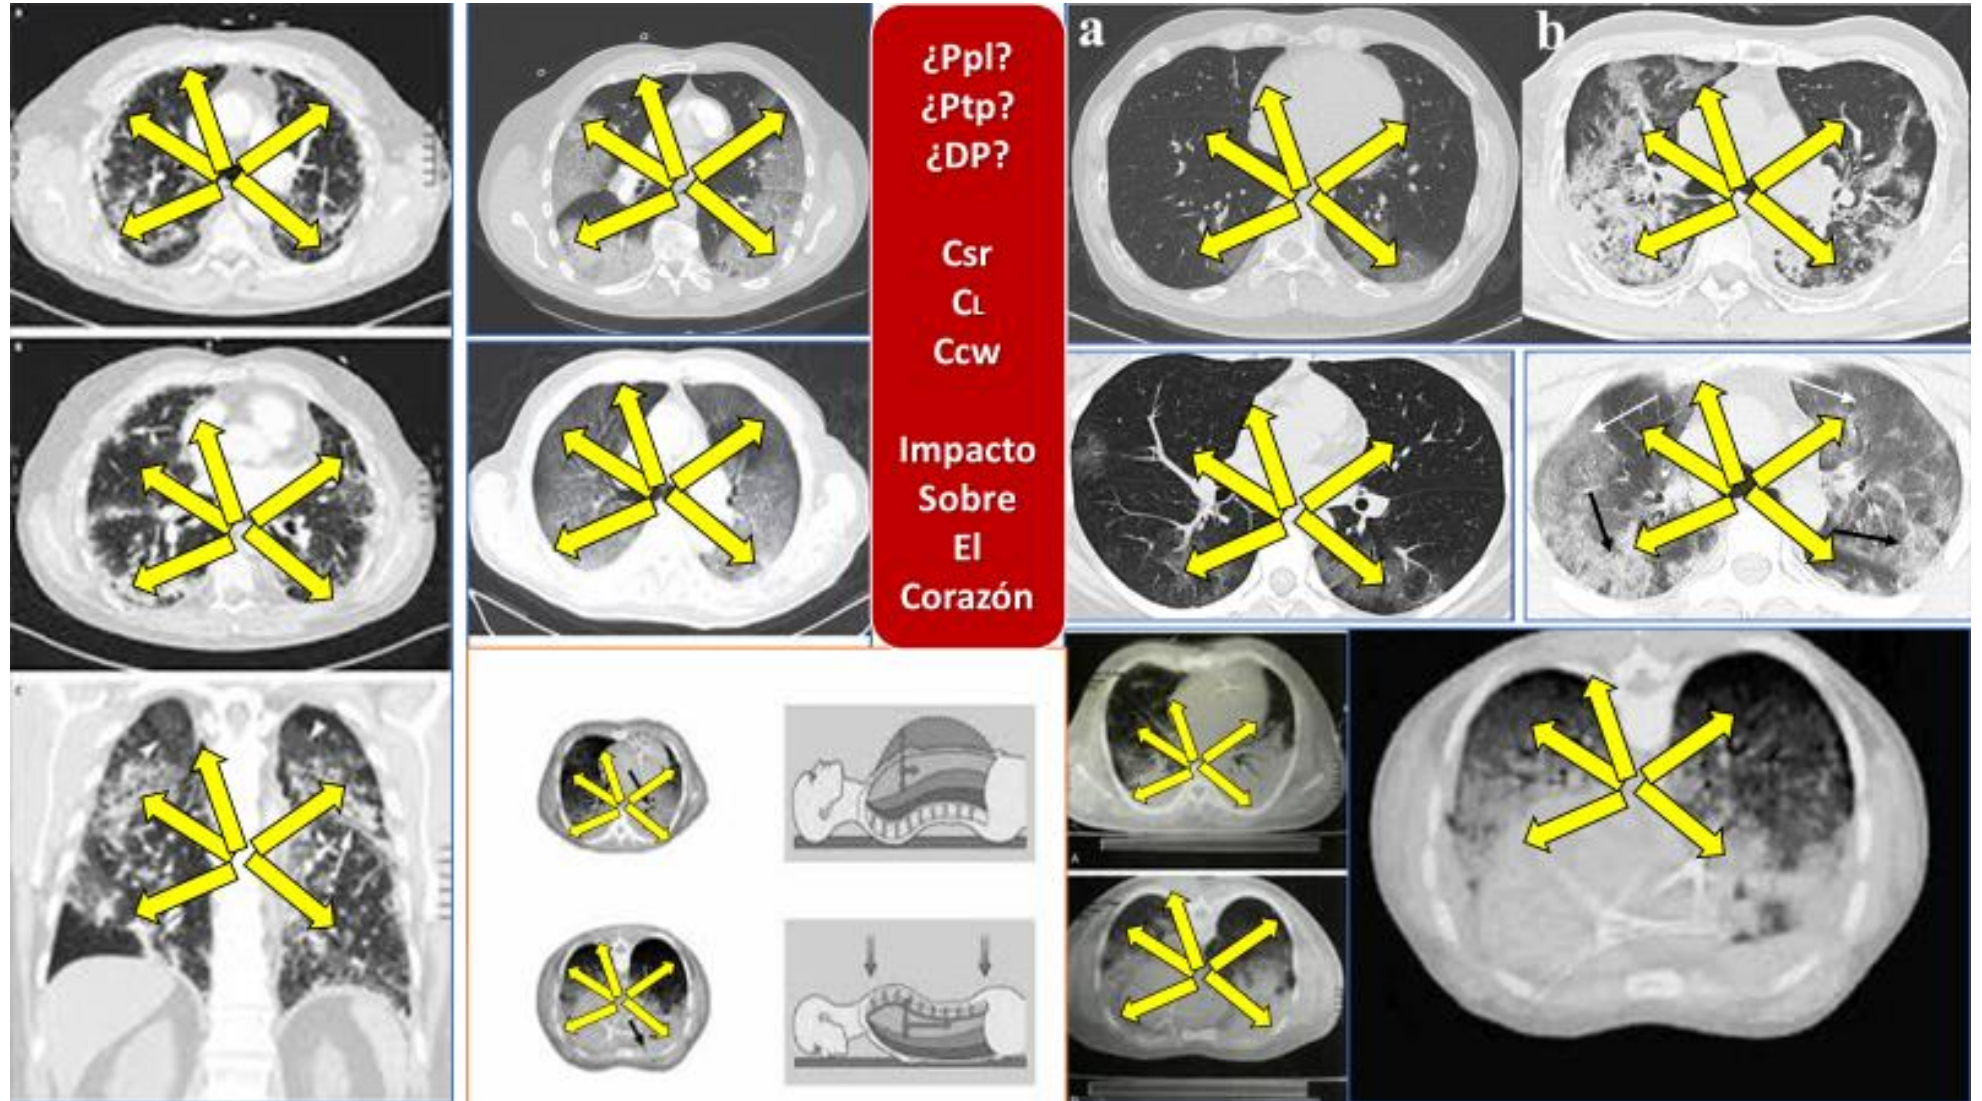 ¿Ppl?
¿Ptp?
¿DP?
Csr
CL
Ccw
Impacto
Sobre
El
Corazón
a
b
A